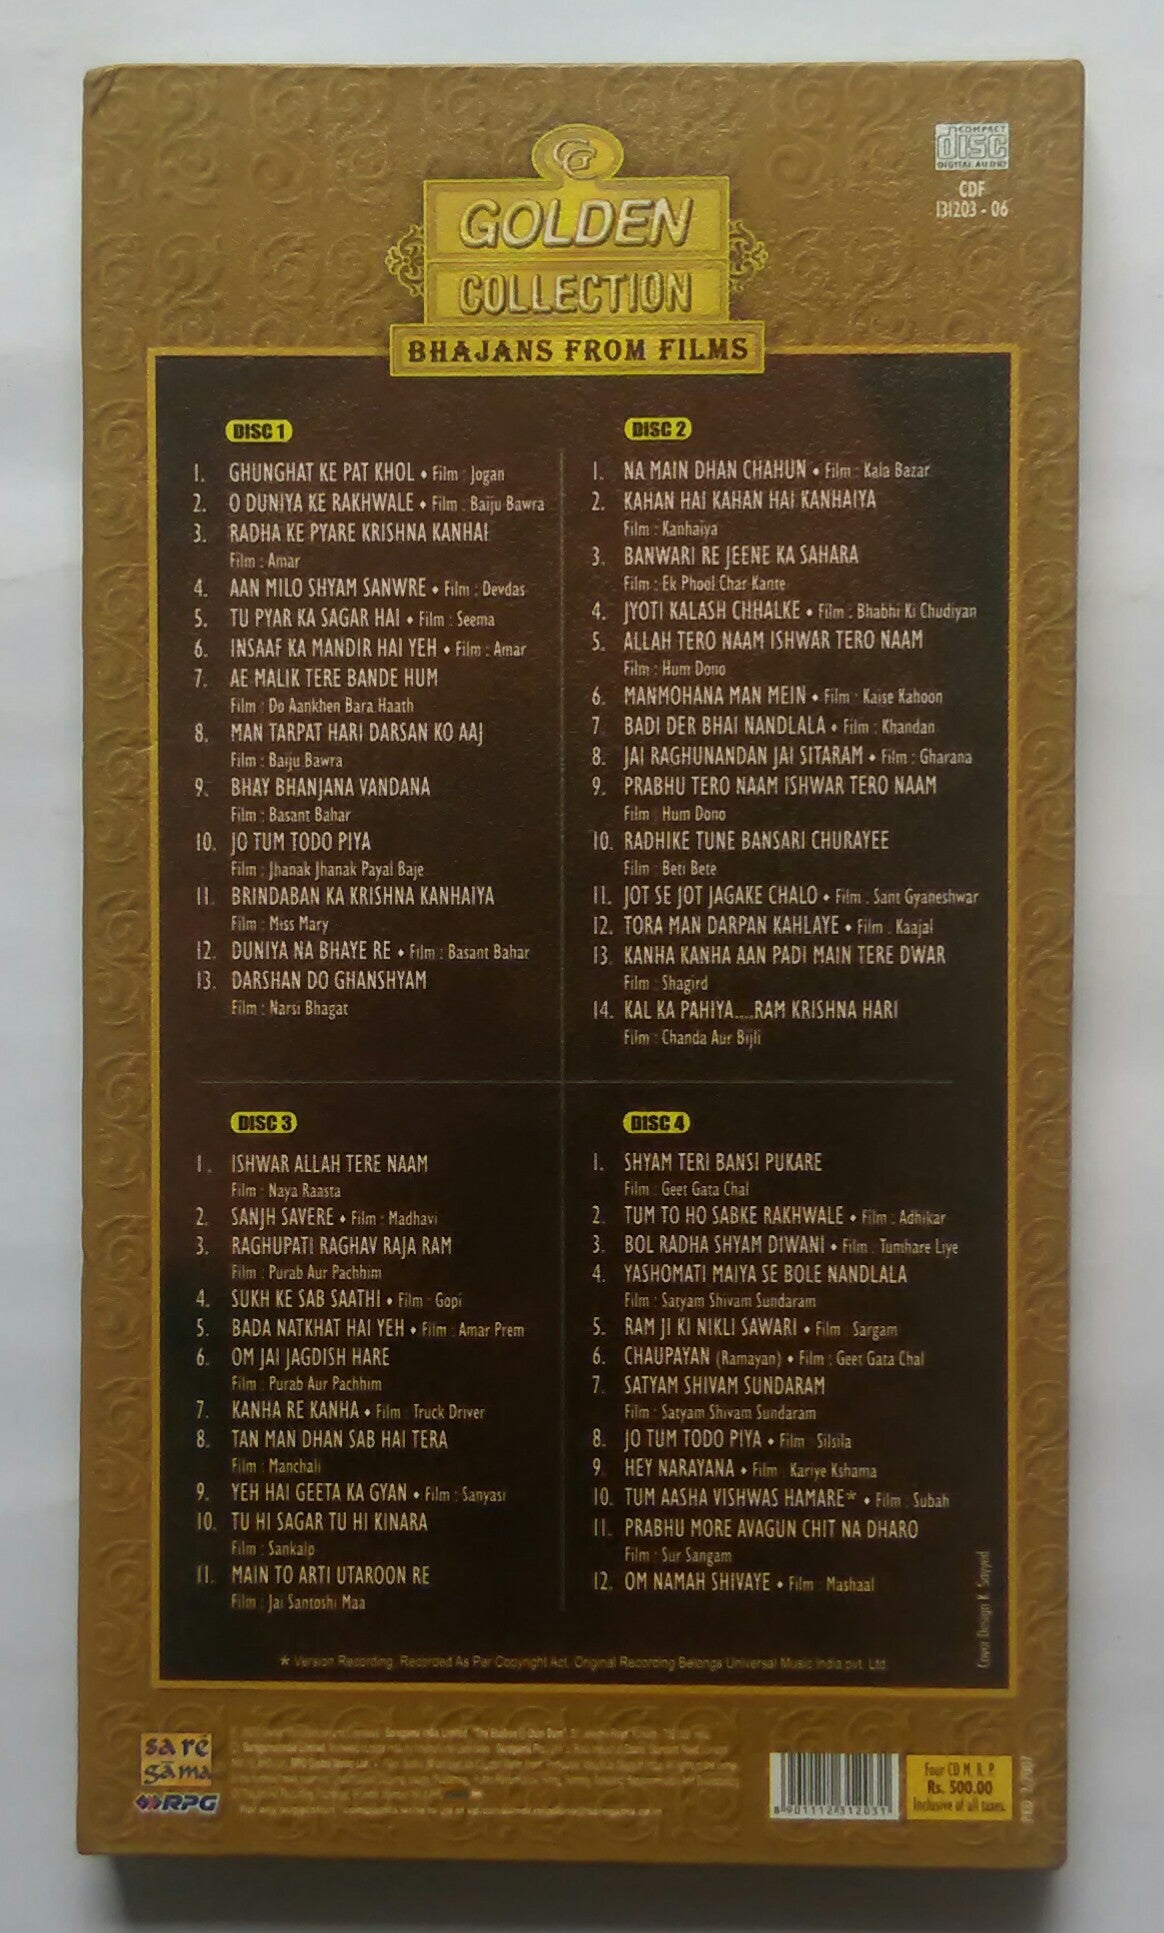 COMPACT
disc
DIGITAL AUDIO
CDF
131203 - 06
CG
GOLDEN
COLLECTION
BHAJANS FROM FILMS
DISC 1
1. GHUNGHAT KE PAT KHOL • Film : Jogan
2. O DUNIYA KE RAKHWALE • Film : Baiju Bawra
3. RADHA KE PYARE KRISHNA KANHAI
Film : Amar
4. AAN MILO SHYAM SANWRE • Film : Devdas
5. TU PYAR KA SAGAR HAI • Film : Seema
6. INSAAF KA MANDIR HAI YEH • Film : Amar
7. AE MALIK TERE BANDE HUM
Film : Do Aankhen Bara Haath
8. MAN TARPAT HARI DARSAN KO AAJ
Film : Baiju Bawra
9. BHAY BHANJANA VANDANA
Film : Basant Bahar
10. JO TUM TODO PIYA
Film : Jhanak Jhanak Payal Baje
11. BRINDABAN KA KRISHNA KANHAIYA
Film : Miss Mary
12. DUNIYA NA BHAYE RE • Film : Basant Bahar
13. DARSHAN DO GHANSHYAM
Film : Narsi Bhagat
DISC 2
1. NA MAIN DHAN CHAHUN • Film : Kala Bazar
2. KAHAN HAI KAHAN HAI KANHAIYA
Film : Kanhaiya
3. BANWARI RE JEENE KA SAHARA
Film : Ek Phool Char Kante
4. JYOTI KALASH CHHALKE • Film : Bhabhi Ki Chudiyan
5. ALLAH TERO NAAM ISHWAR TERO NAAM
Film : Hum Dono
6. MANMOHANA MAN MEIN • Film : Kaise Kahoon
7. BADI DER BHAI NANDLALA • Film : Khandan
8. JAI RAGHUNANDAN JAI SITARAM • Film : Gharana
9. PRABHU TERO NAAM ISHWAR TERO NAAM
Film : Hum Dono
10. RADHIKE TUNE BANSARI CHURAYEE
Film : Beti Bete
11. JOT SE JOT JAGAKE CHALO • Film : Sant Gyaneshwar
12. TORA MAN DARPAN KAHLAYE • Film : Kaajal
13. KANHA KANHA AAN PADI MAIN TERE DWAR
Film : Shagird
14. KAL KA PAHIYA....RAM KRISHNA HARI
Film : Chanda Aur Bijli
DISC 3
1. ISHWAR ALLAH TERE NAAM
Film : Naya Raasta
2. SANJH SAVERE • Film : Madhavi
3. RAGHUPATI RAGHAV RAJA RAM
Film : Purab Aur Pachhim
4. SUKH KE SAB SAATHI • Film : Gopi
5. BADA NATKHAT HAI YEH • Film : Amar Prem
6. OM JAI JAGDISH HARE
Film : Purab Aur Pachhim
7. KANHA RE KANHA • Film : Truck Driver
8. TAN MAN DHAN SAB HAI TERA
Film : Manchali
9. YEH HAI GEETA KA GYAN • Film : Sanyasi
10. TU HI SAGAR TU HI KINARA
Film : Sankalp
11. MAIN TO ARTI UTAROON RE
Film : Jai Santoshi Maa
DISC 4
1. SHYAM TERI BANSI PUKARE
Film : Geet Gata Chal
2. TUM TO HO SABKE RAKHWALE • Film : Adhikar
3. BOL RADHA SHYAM DIWANI • Film : Tumhare Liye
4. YASHOMATI MAIYA SE BOLE NANDLALA
Film : Satyam Shivam Sundaram
5. RAM JI KI NIKLI SAWARI • Film : Sargam
6. CHAUPAYAN (Ramayan) • Film : Geet Gata Chal
7. SATYAM SHIVAM SUNDARAM
Film : Satyam Shivam Sundaram
8. JO TUM TODO PIYA • Film : Silsila
9. HEY NARAYANA • Film : Kariye Kshama
10. TUM AASHA VISHWAS HAMARE* • Film : Subah
11. PRABHU MORE AVAGUN CHIT NA DHARO
Film : Sur Sangam
12. OM NAMAH SHIVAYE • Film : Mashaal
Cover Design K Sayyed
* Version Recording, Recorded As Per Copyright Act, Original Recording Belongs Universal Music India pvt. Ltd.
sa re
gama
RPG
8 901112 312031
Four CD M. R. P.
Rs. 500.00
Inclusive of all taxes.